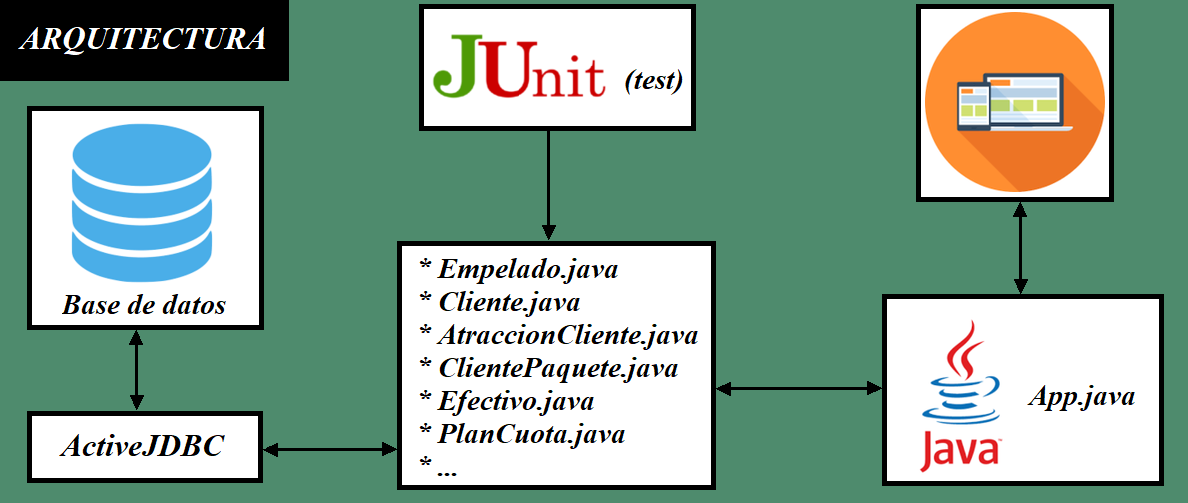 ARQUITECTURA
JUnit (test)
Base de datos
* Empelado.java
* Cliente.java
* AtraccionCliente.java
* ClientePaquete.java
* Efectivo.java
* PlanCuota.java
* ...
ActiveJDBC
Java
App.java